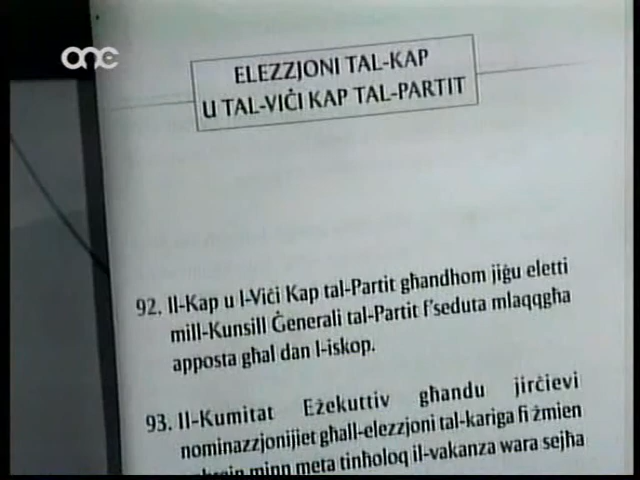 one
ELEZZJONI TAL-KAP
U TAL-VIĊI KAP TAL-PARTIT
92. Il-Kap u l-Viċi Kap tal-Partit għandhom jiġu eletti
mill-Kunsill Ġenerali tal-Partit f'seduta mlaqqgħa
apposta għal dan l-iskop.
93. Il-Kumitat Eżekuttiv għandu jirċievi
nominazzjonijiet għall-elezzjoni tal-kariga fi żmien
minn meta tinħoloq il-vakanza wara sejħa